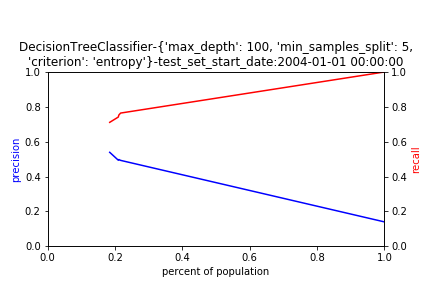 DecisionTreeClassifier-{'max_depth': 100, 'min_samples_split': 5,
'criterion': 'entropy'}-test_set_start_date:2004-01-01 00:00:00
1.0
0.8
0.6
0.4
0.2
0.0
precision
1.0
0.8
0.6
0.4
0.2
0.0
recall
0.0 0.2 0.4 0.6 0.8 1.0
percent of population